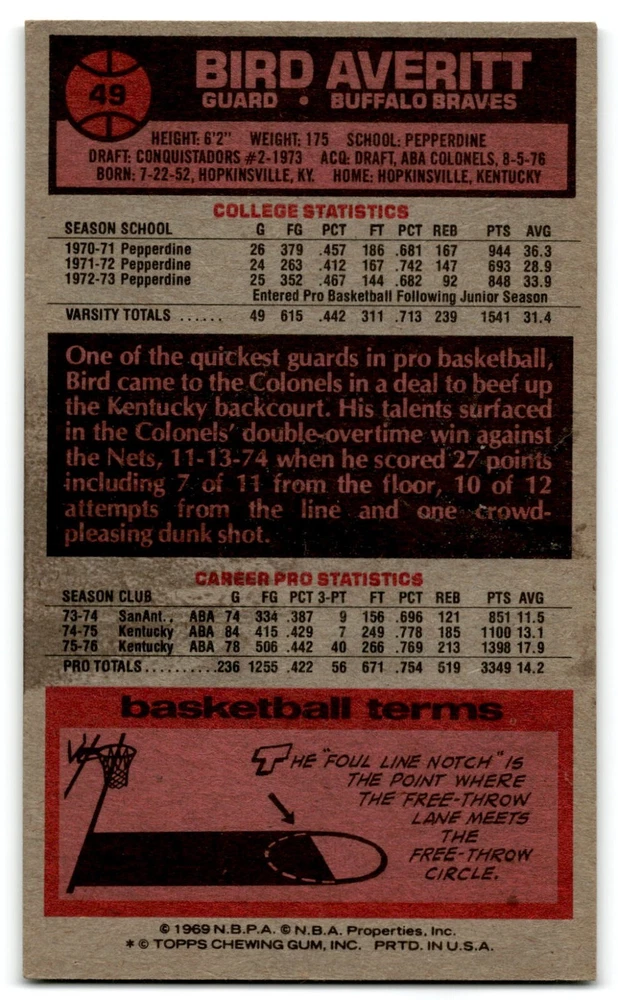 49
BIRD AVERITT
GUARD • BUFFALO BRAVES
HEIGHT: 6'2" WEIGHT: 175 SCHOOL: PEPPERDINE
DRAFT: CONQUISTADORS #2-1973 ACQ: DRAFT, ABA COLONELS, 8-5-76
BORN: 7-22-52, HOPKINSVILLE, KY. HOME: HOPKINSVILLE, KENTUCKY
COLLEGE STATISTICS
SEASON SCHOOL G FG PCT FT PCT REB PTS AVG
1970-71 Pepperdine 26 379 .457 186 .681 167 944 36.3
1971-72 Pepperdine 24 263 .412 167 .742 147 693 28.9
1972-73 Pepperdine 25 352 .467 144 .682 92 848 33.9
Entered Pro Basketball Following Junior Season
VARSITY TOTALS ...... 49 615 .442 311 .713 239 1541 31.4
One of the quickest guards in pro basketball,
Bird came to the Colonels in a deal to beef up
the Kentucky backcourt. His talents surfaced
in the Colonels' double-overtime win against
the Nets, 11-13-74 when he scored 27 points
including 7 of 11 from the floor, 10 of 12
attempts from the line and one crowd-
pleasing dunk shot.
CAREER PRO STATISTICS
SEASON CLUB G FG PCT 3-PT FT PCT REB PTS AVG
73-74 SanAnt., ABA 74 334 .387 9 156 .696 121 851 11.5
74-75 Kentucky ABA 84 415 .429 7 249 .778 185 1100 13.1
75-76 Kentucky ABA 78 506 .442 40 266 .769 213 1398 17.9
PRO TOTALS..........236 1255 .422 56 671 .754 519 3349 14.2
basketball terms
THE "FOUL LINE NOTCH" IS
THE POINT WHERE
THE FREE-THROW
LANE MEETS
THE
FREE-THROW
CIRCLE.
© 1969 N.B.P.A. © N.B.A. Properties, Inc.
* © TOPPS CHEWING GUM, INC. PRTD. IN U.S.A.